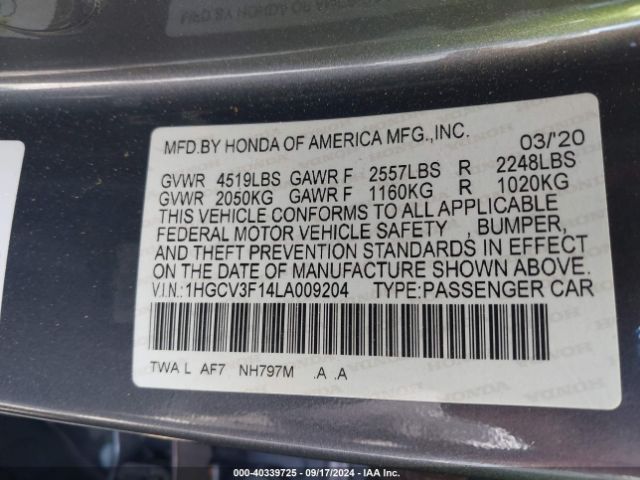 MFD.BY HONDA OF AMERICA MFG.,INC. 03/'20
GVWR 4519LBS GAWR F 2557LBS R 2248LBS
GVWR 2050KG GAWR F 1160KG R 1020KG
THIS VEHICLE CONFORMS TO ALL APPLICABLE
FEDERAL MOTOR VEHICLE SAFETY , BUMPER,
AND THEFT PREVENTION STANDARDS IN EFFECT
ON THE DATE OF MANUFACTURE SHOWN ABOVE.
V.I.N.:1HGCV3F14LA009204 TYPE:PASSENGER CAR
TWA L AF7 NH797M .A .A
000-40339725 - 09/17/2024 - IAA Inc.